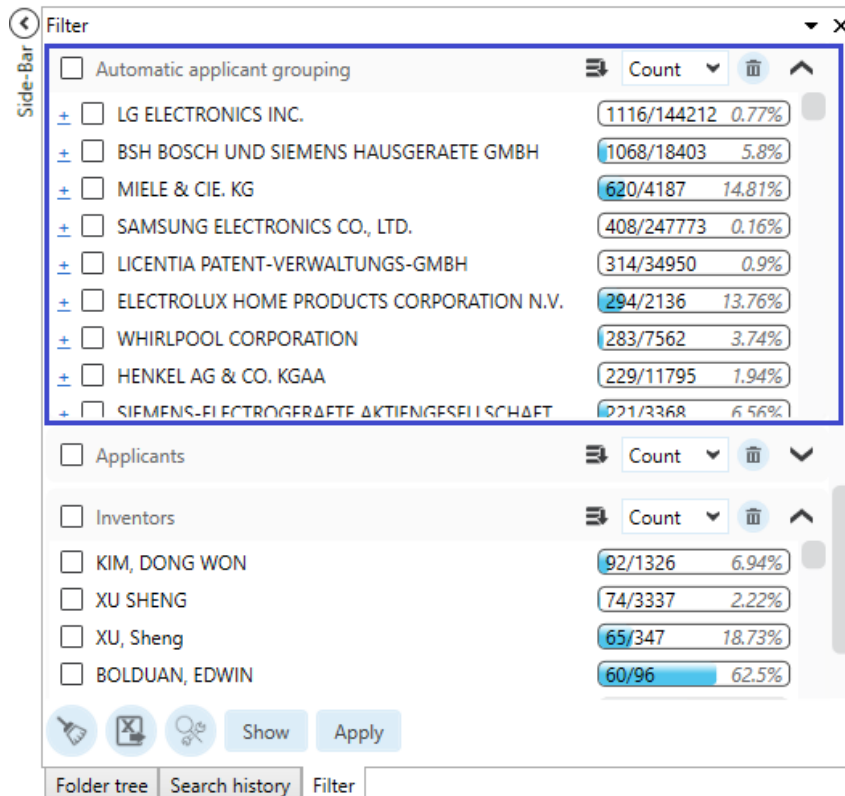 Filter
Side-Bar
Automatic applicant grouping Count
+ LG ELECTRONICS INC. 1116/144212 0.77%
+ BSH BOSCH UND SIEMENS HAUSGERAETE GMBH 1068/18403 5.8%
+ MIELE & CIE. KG 620/4187 14.81%
+ SAMSUNG ELECTRONICS CO., LTD. 408/247773 0.16%
+ LICENTIA PATENT-VERWALTUNGS-GMBH 314/34950 0.9%
+ ELECTROLUX HOME PRODUCTS CORPORATION N.V. 294/2136 13.76%
+ WHIRLPOOL CORPORATION 283/7562 3.74%
+ HENKEL AG & CO. KGAA 229/11795 1.94%
+ SIEMENS-ELECTROGERAETE AKTIENGESELLSCHAFT 221/3368 6.56%
Applicants Count
Inventors Count
KIM, DONG WON 92/1326 6.94%
XU SHENG 74/3337 2.22%
XU, Sheng 65/347 18.73%
BOLDUAN, EDWIN 60/96 62.5%
Show Apply
Folder tree Search history Filter